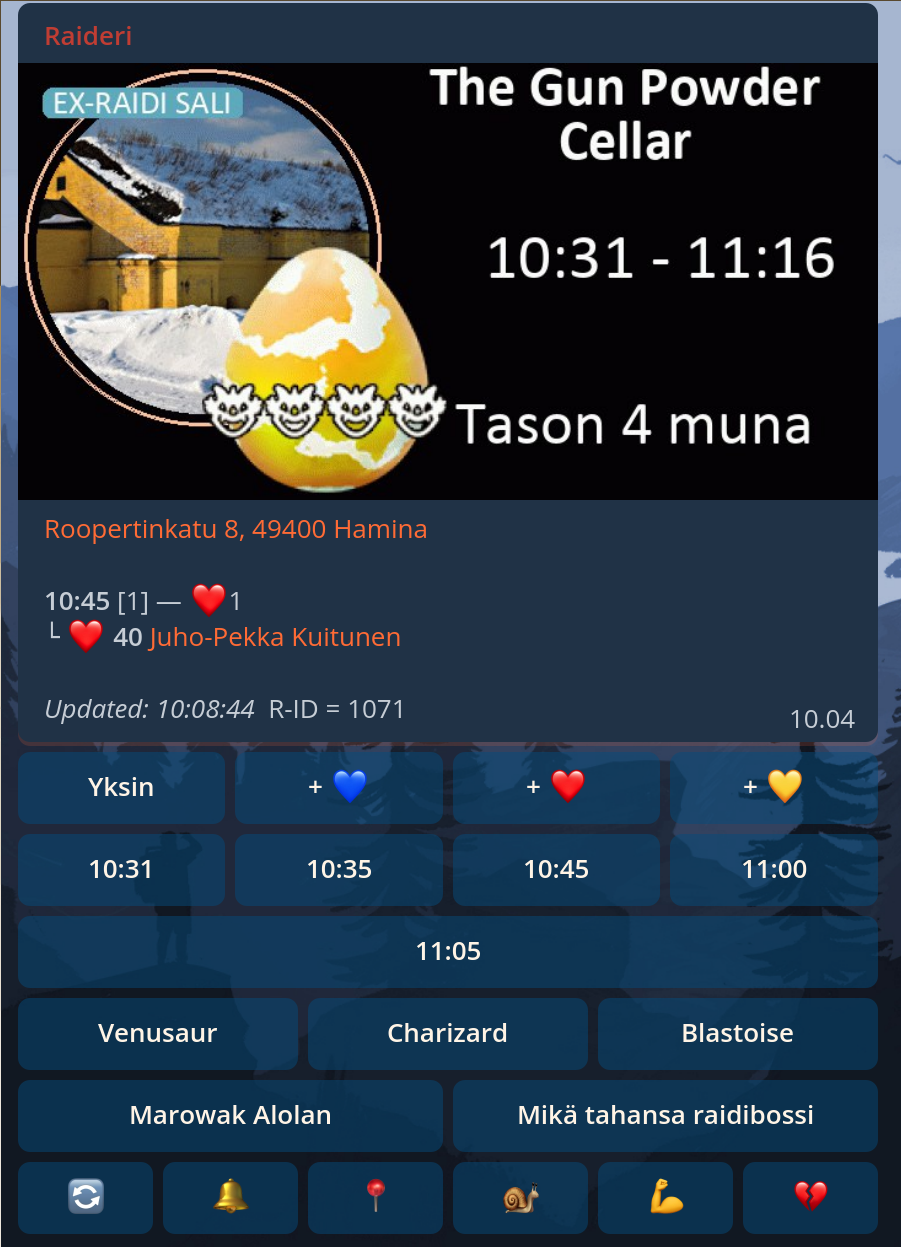 Raideri
EX-RAIDI SALI
The Gun Powder
Cellar
10:31 - 11:16
Tason 4 muna
Roopertinkatu 8, 49400 Hamina
10:45 [1] — ❤️1
└ ❤️ 40 Juho-Pekka Kuitunen
Updated: 10:08:44 R-ID = 1071
10.04
Yksin
+ 💙
+ ❤️
+ 💛
10:31
10:35
10:45
11:00
11:05
Venusaur
Charizard
Blastoise
Marowak Alolan
Mikä tahansa raidibossi